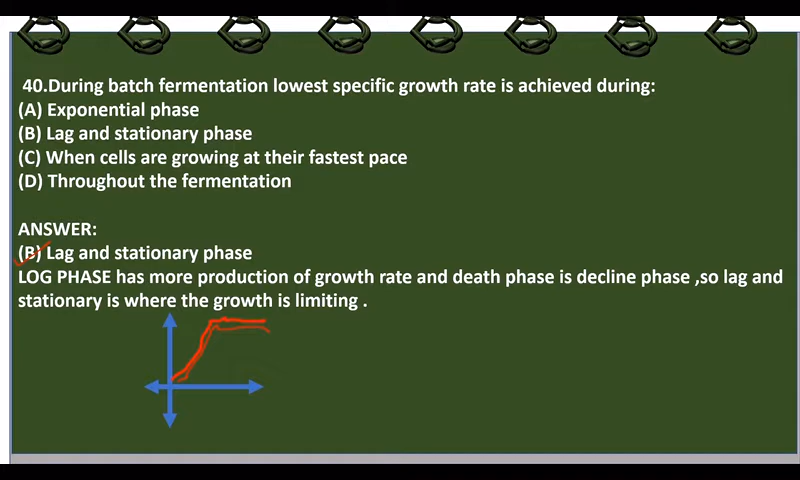 40.During batch fermentation lowest specific growth rate is achieved during:
(A) Exponential phase
(B) Lag and stationary phase
(C) When cells are growing at their fastest pace
(D) Throughout the fermentation
ANSWER:
(B) Lag and stationary phase
LOG PHASE has more production of growth rate and death phase is decline phase ,so lag and
stationary is where the growth is limiting .